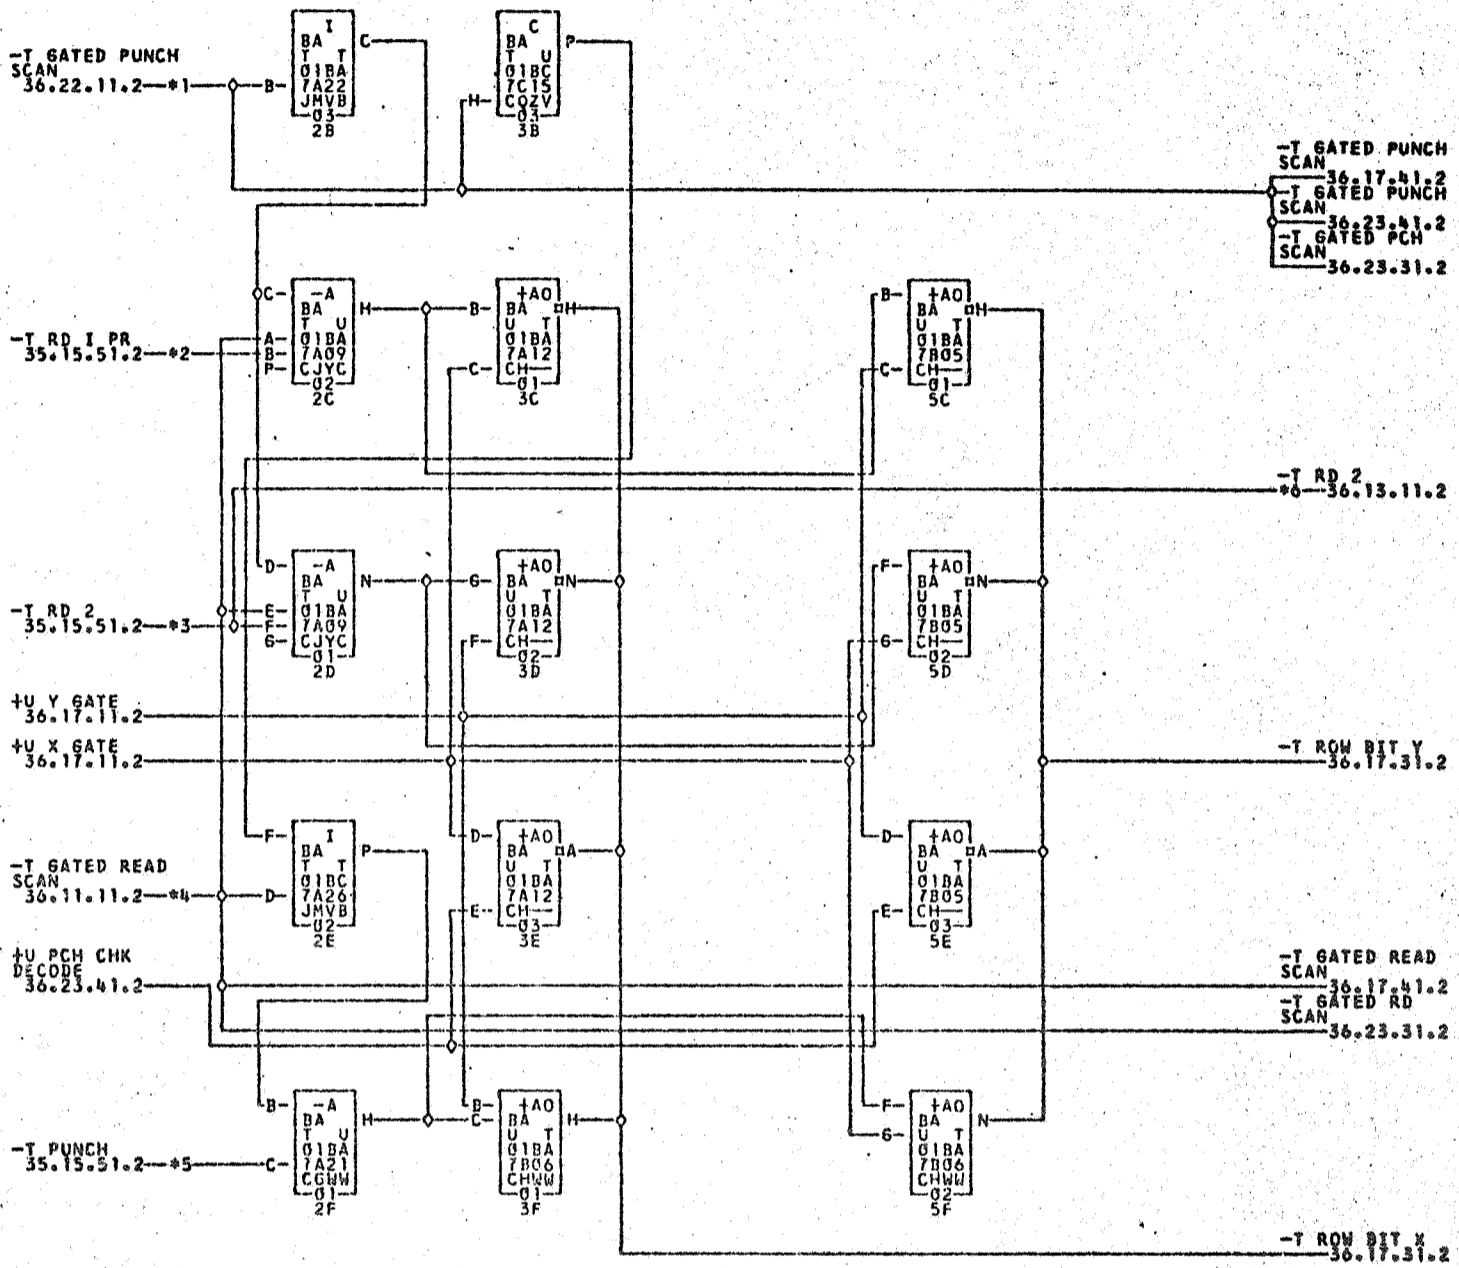 -T GATED PUNCH
SCAN
36.22.11.2 *1
B
I
BA C
T T
01BA
7A22
JMVB
03
2B
C
BA P
T U
01BC
7C15
H CQZV
03
3B
-T GATED PUNCH
SCAN
36.17.41.2
-T GATED PUNCH
SCAN
36.23.41.2
-T GATED PCH
SCAN
36.23.31.2
-T RD I PR
35.15.51.2 *2
C -A
BA H
T U
A 01BA
B 7A09
P CJYC
02
2C
B +AO
BA H
U T
01BA
7A12
C CH
01
3C
B +AO
BA H
U T
01BA
7B05
C CH
01
5C
-T RD 2
*6 36.13.11.2
-T RD 2
35.15.51.2 *3
D -A
BA N
T U
E 01BA
F 7A09
G CJYC
01
2D
+AO
G BA N
U T
01BA
7A12
F CH
02
3D
F +AO
BA N
U T
01BA
7B05
G CH
02
5D
+U Y GATE
36.17.11.2
+U X GATE
36.17.11.2
-T ROW BIT Y
36.17.31.2
-T GATED READ
SCAN
36.11.11.2 *4
F I
BA P
T T
01BC
D 7A26
JMVB
02
2E
D +AO
BA A
U T
01BA
7A12
E CH
03
3E
D +AO
BA A
U T
01BA
7B05
E CH
03
5E
+U PCH CHK
DECODE
36.23.41.2
-T GATED READ
SCAN
36.17.41.2
-T GATED RD
SCAN
36.23.31.2
-T PUNCH
35.15.51.2 *5
B -A
BA H
T U
01BA
C 7A21
CGWW
01
2F
B +AO
C BA H
U T
01BA
7B06
CHWW
01
3F
F +AO
BA N
G U T
01BA
7B06
CHWW
02
5F
-T ROW BIT X
36.17.31.2